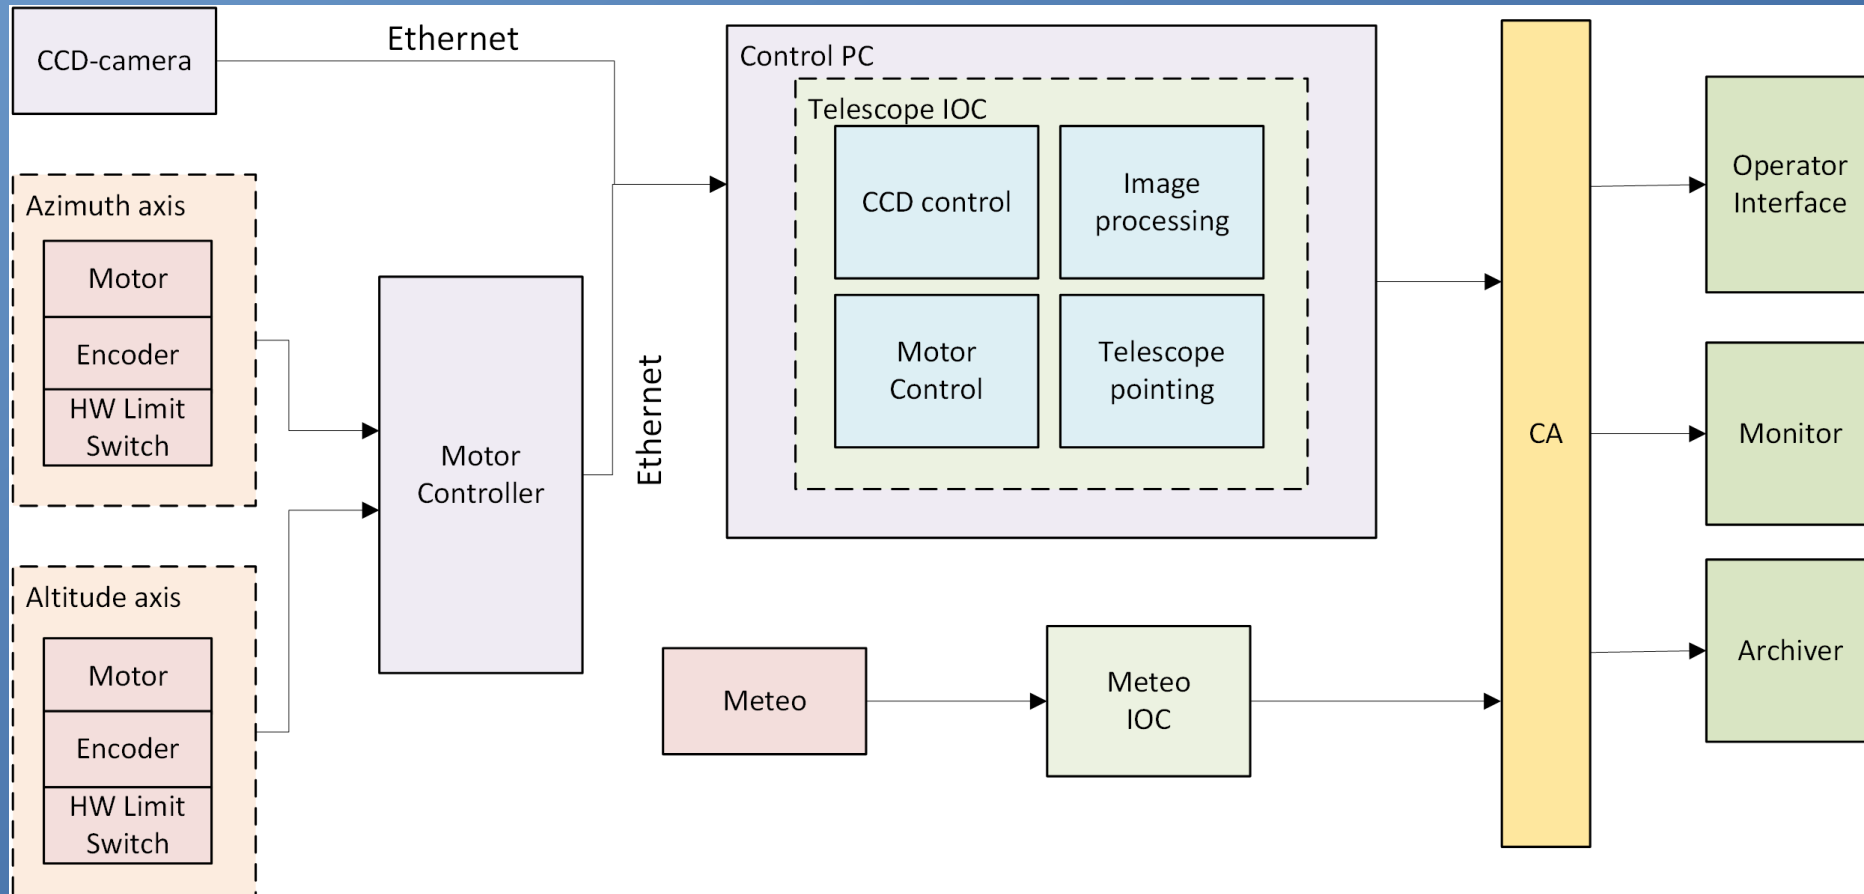 CCD-camera
Ethernet
Azimuth axis
Motor
Encoder
HW Limit
Switch
Altitude axis
Motor
Encoder
HW Limit
Switch
Motor
Controller
Ethernet
Control PC
Telescope IOC
CCD control
Image
processing
Motor
Control
Telescope
pointing
Meteo
Meteo
IOC
CA
Operator
Interface
Monitor
Archiver